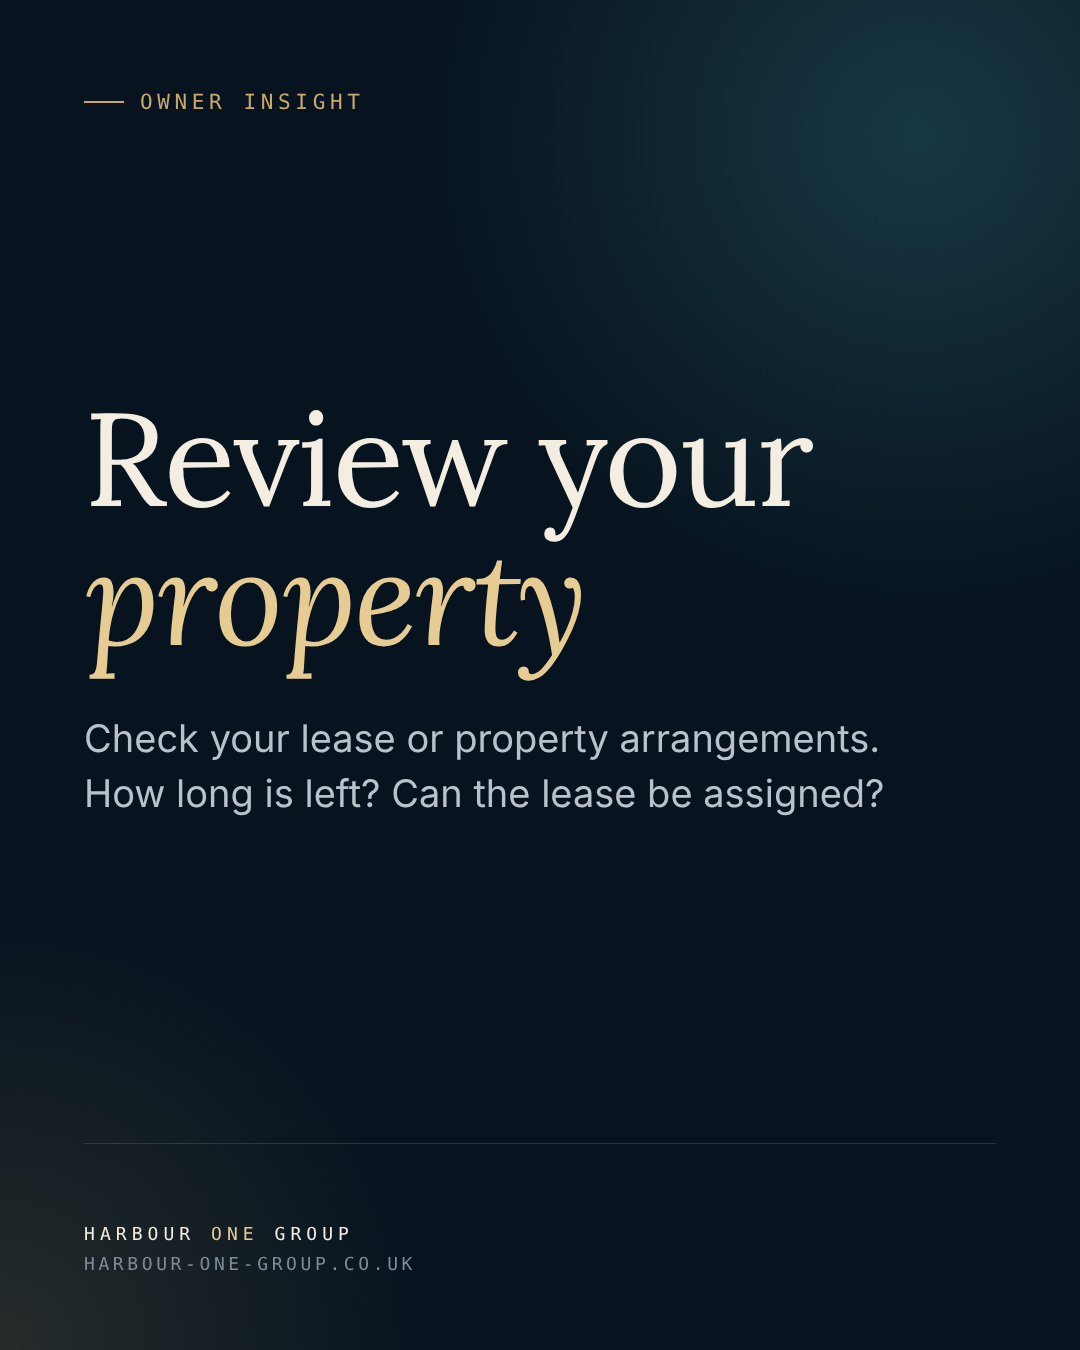 OWNER INSIGHT
Review your
property
Check your lease or property arrangements.
How long is left? Can the lease be assigned?
HARBOUR ONE GROUP
HARBOUR-ONE-GROUP.CO.UK